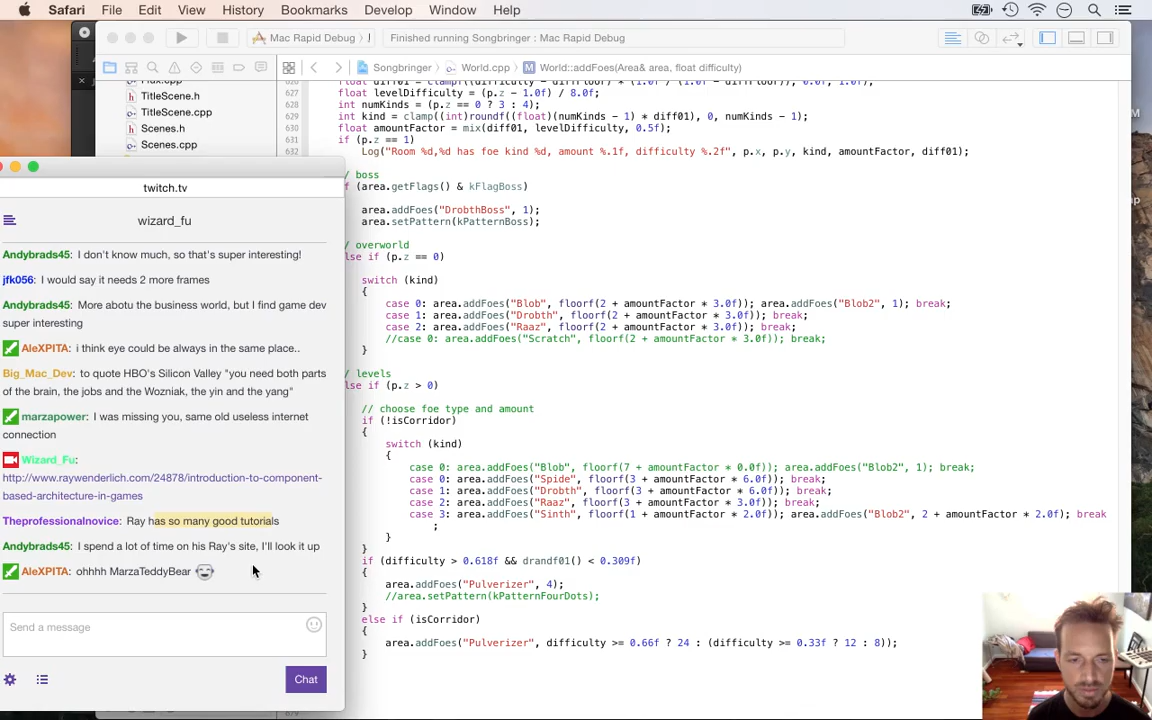 Safari File Edit View History Bookmarks Develop Window Help
Mac Rapid Debug
Finished running Songbringer : Mac Rapid Debug
Songbringer World.cpp M World::addFoes(Area& area, float difficulty)
TitleScene.h
TitleScene.cpp
Scenes.h
Scenes.cpp
627 float levelDifficulty = (p.z - 1.0f) / 8.0f;
628 int numKinds = (p.z == 0 ? 3 : 4);
629 int kind = clamp((int)roundf((float)(numKinds - 1) * diff01), 0, numKinds - 1);
630 float amountFactor = mix(diff01, levelDifficulty, 0.5f);
631 if (p.z == 1)
632 Log("Room %d,%d has foe kind %d, amount %.1f, difficulty %.2f", p.x, p.y, kind, amountFactor, diff01);
/ boss
f (area.getFlags() & kFlagBoss)
area.addFoes("DrobthBoss", 1);
area.setPattern(kPatternBoss);
/ overworld
lse if (p.z == 0)
switch (kind)
{
case 0: area.addFoes("Blob", floorf(2 + amountFactor * 3.0f)); area.addFoes("Blob2", 1); break;
case 1: area.addFoes("Drobth", floorf(2 + amountFactor * 3.0f)); break;
case 2: area.addFoes("Raaz", floorf(2 + amountFactor * 3.0f)); break;
//case 0: area.addFoes("Scratch", floorf(2 + amountFactor * 3.0f)); break;
}
/ levels
lse if (p.z > 0)
// choose foe type and amount
if (!isCorridor)
{
switch (kind)
{
case 0: area.addFoes("Blob", floorf(7 + amountFactor * 0.0f)); area.addFoes("Blob2", 1); break;
case 0: area.addFoes("Spide", floorf(3 + amountFactor * 6.0f)); break;
case 1: area.addFoes("Drobth", floorf(3 + amountFactor * 6.0f)); break;
case 2: area.addFoes("Raaz", floorf(3 + amountFactor * 3.0f)); break;
case 3: area.addFoes("Sinth", floorf(1 + amountFactor * 2.0f)); area.addFoes("Blob2", 2 + amountFactor * 2.0f); break
;
}
}
if (difficulty > 0.618f && drandf01() < 0.309f)
{
area.addFoes("Pulverizer", 4);
//area.setPattern(kPatternFourDots);
}
else if (isCorridor)
{
area.addFoes("Pulverizer", difficulty >= 0.66f ? 24 : (difficulty >= 0.33f ? 12 : 8));
}
twitch.tv
wizard_fu
Andybrads45: I don't know much, so that's super interesting!
jfk056: I would say it needs 2 more frames
Andybrads45: More abotu the business world, but I find game dev
super interesting
AleXPITA: i think eye could be always in the same place..
Big_Mac_Dev: to quote HBO's Silicon Valley "you need both parts
of the brain, the jobs and the Wozniak, the yin and the yang"
marzapower: I was missing you, same old useless internet
connection
Wizard_Fu:
http://www.raywenderlich.com/24878/introduction-to-component-
based-architecture-in-games
Theprofessionalnovice: Ray has so many good tutorials
Andybrads45: I spend a lot of time on his Ray's site, I'll look it up
AleXPITA: ohhhh MarzaTeddyBear
Send a message
Chat